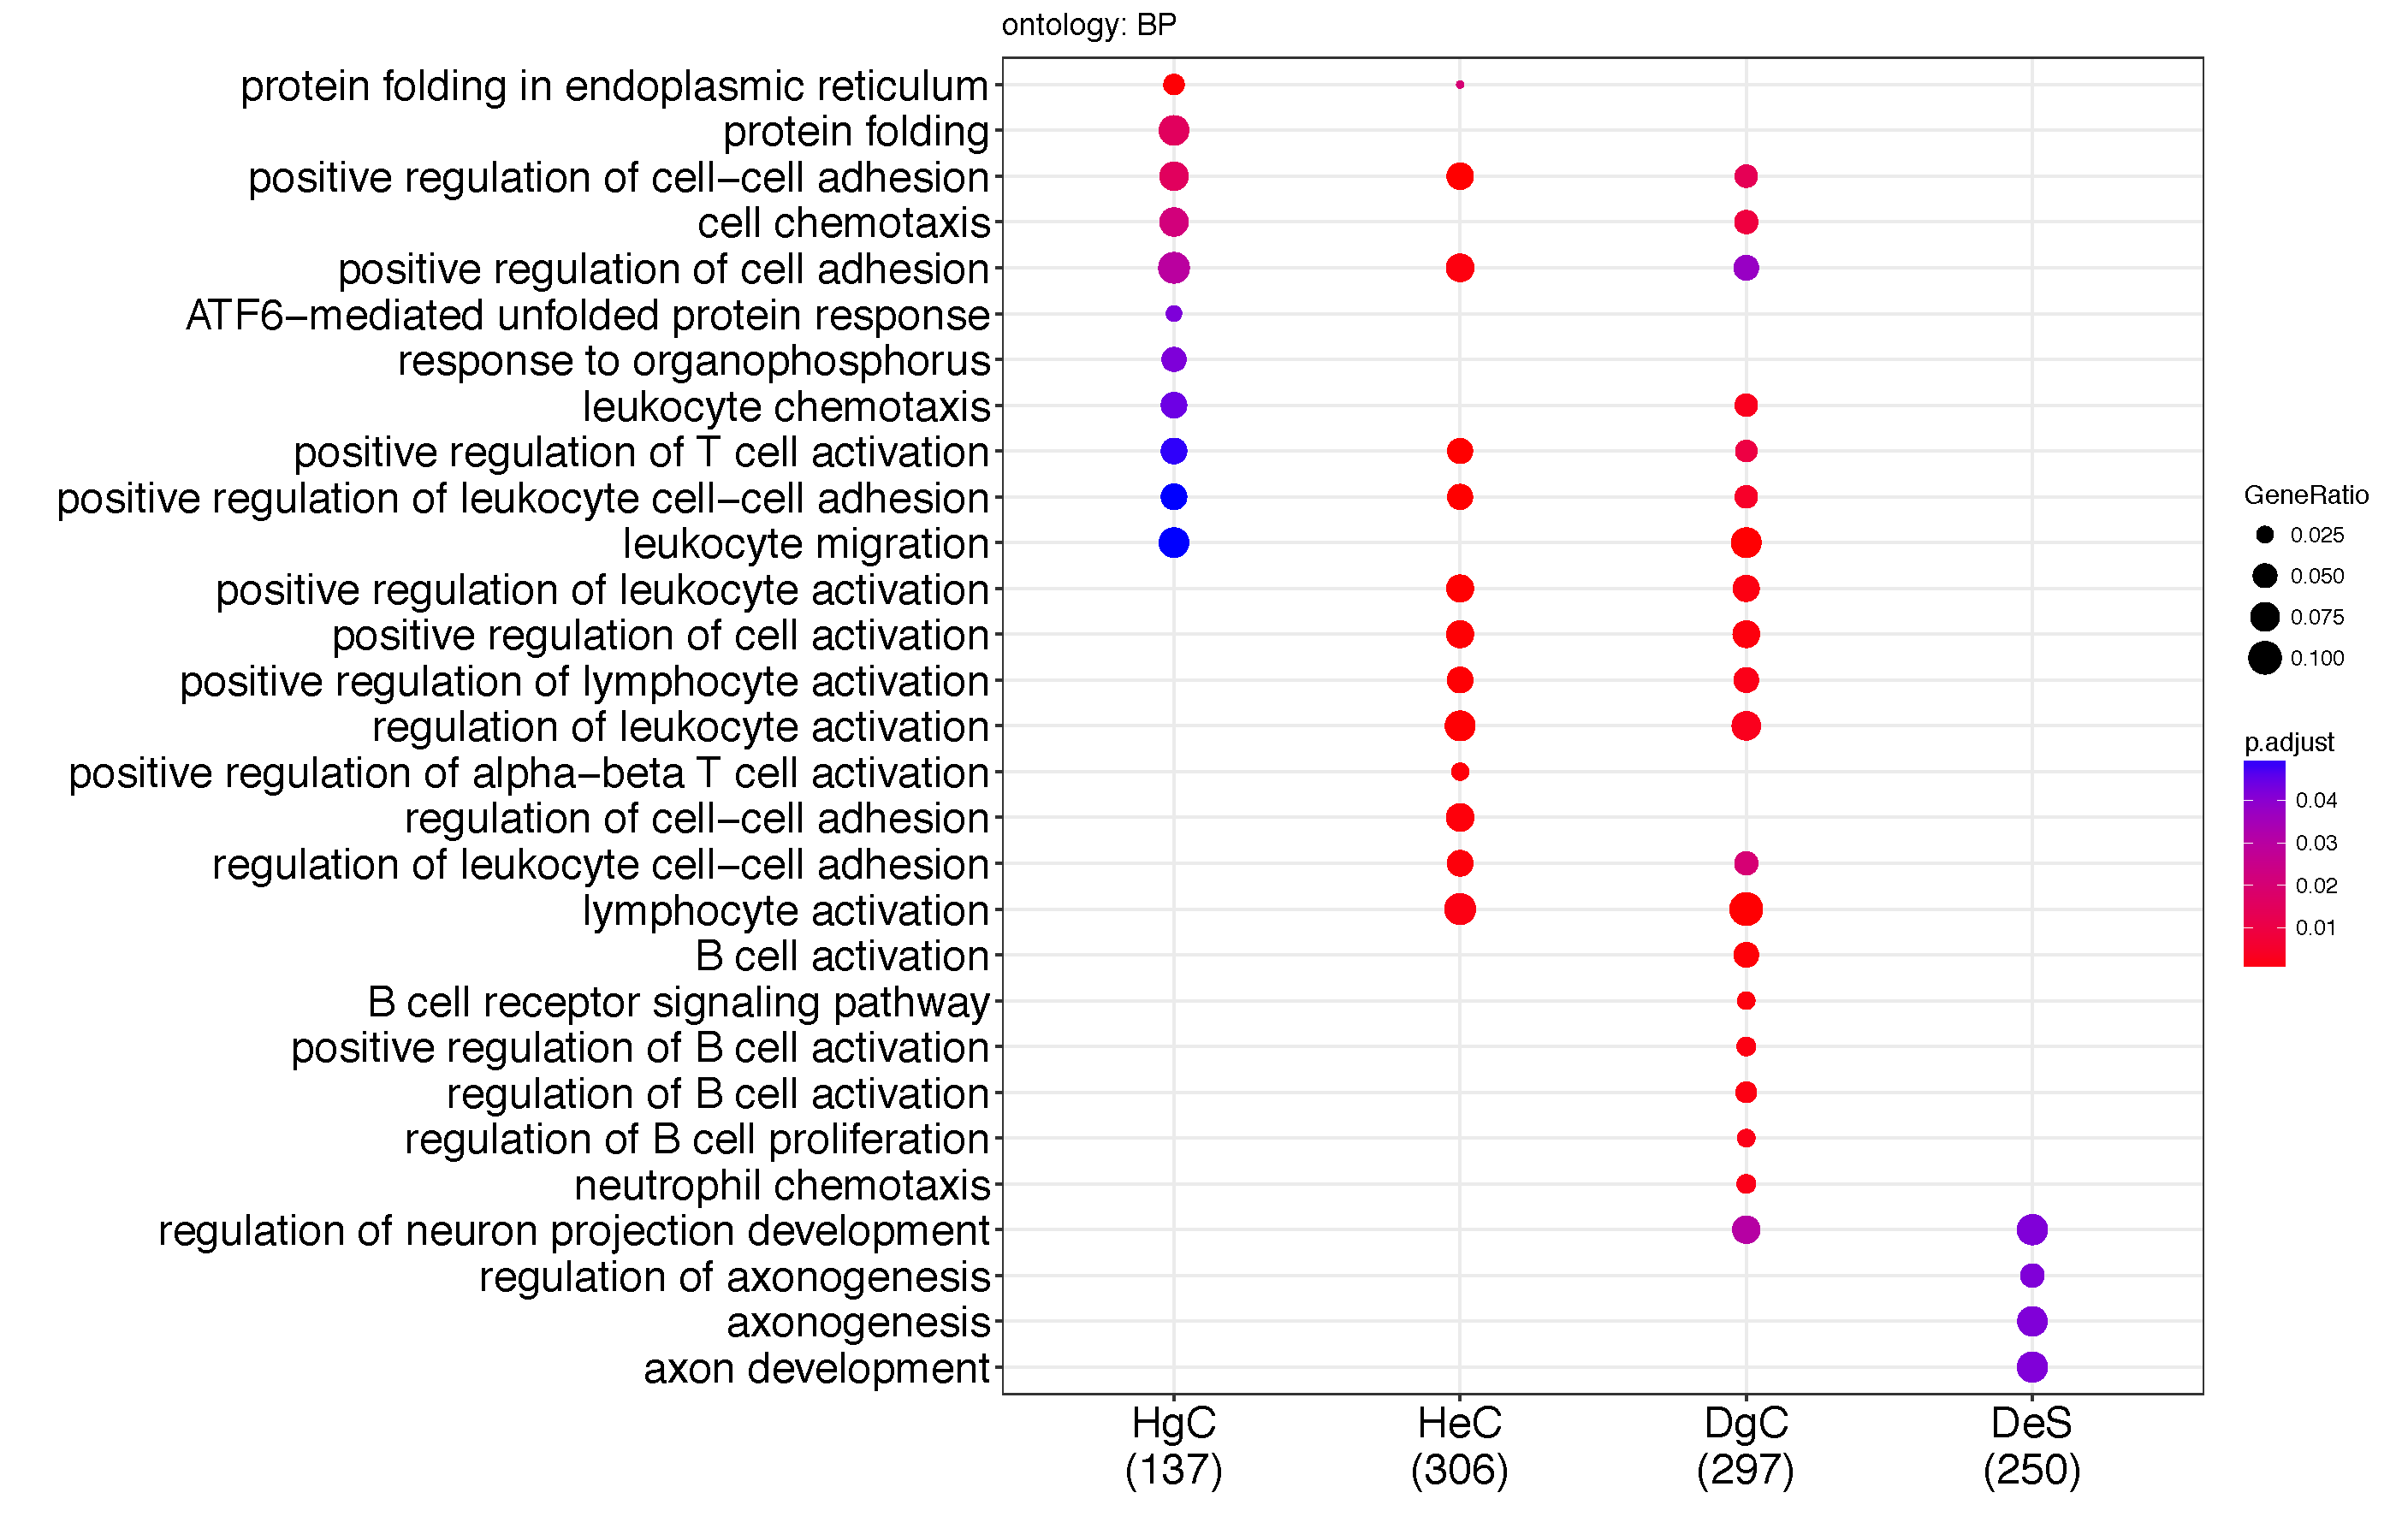 ontology: BP
protein folding in endoplasmic reticulum
protein folding
positive regulation of cell−cell adhesion
cell chemotaxis
positive regulation of cell adhesion
ATF6−mediated unfolded protein response
response to organophosphorus
leukocyte chemotaxis
positive regulation of T cell activation
positive regulation of leukocyte cell−cell adhesion
leukocyte migration
positive regulation of leukocyte activation
positive regulation of cell activation
positive regulation of lymphocyte activation
regulation of leukocyte activation
positive regulation of alpha−beta T cell activation
regulation of cell−cell adhesion
regulation of leukocyte cell−cell adhesion
lymphocyte activation
B cell activation
B cell receptor signaling pathway
positive regulation of B cell activation
regulation of B cell activation
regulation of B cell proliferation
neutrophil chemotaxis
regulation of neuron projection development
regulation of axonogenesis
axonogenesis
axon development
HgC HeC DgC DeS
(137) (306) (297) (250)
GeneRatio
0.025
0.050
0.075
0.100
p.adjust
0.04
0.03
0.02
0.01